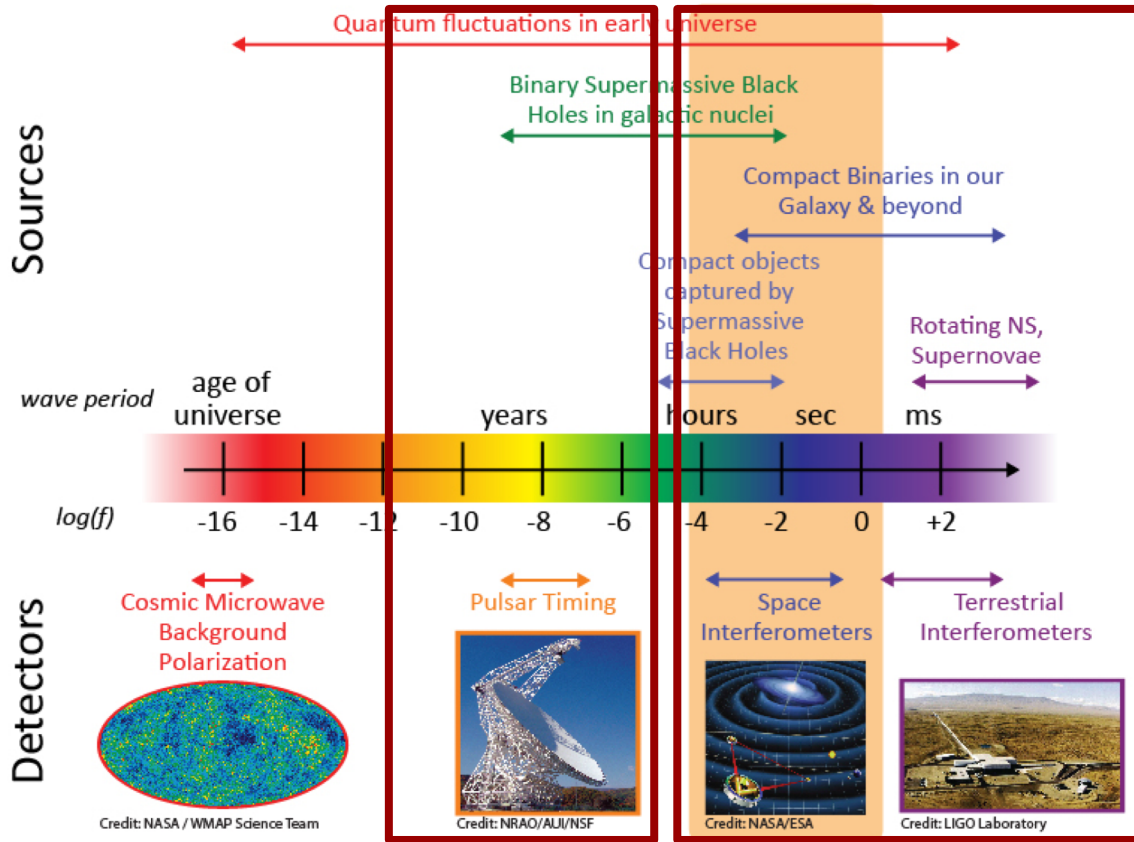 Quantum fluctuations in early universe
Binary Supermassive Black
Holes in galactic nuclei
Compact Binaries in our
Galaxy & beyond
Compact objects
captured by
Supermassive
Black Holes
Rotating NS,
Supernovae
Sources
wave period
age of
universe
years
hours
sec
ms
log(f)
-16
-14
-12
-10
-8
-6
-4
-2
0
+2
Detectors
Cosmic Microwave
Background
Polarization
Pulsar Timing
Space
Interferometers
Terrestrial
Interferometers
Credit: NASA / WMAP Science Team
Credit: NRAO/AUI/NSF
Credit: NASA/ESA
Credit: LIGO Laboratory